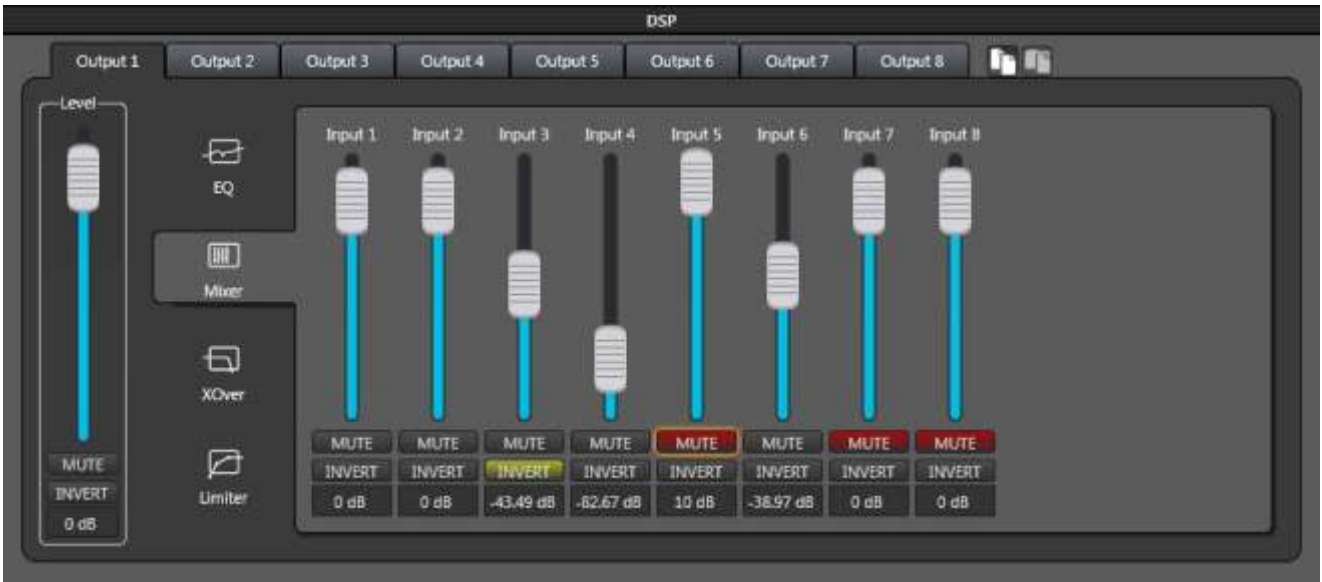 DSP
Output 1 Output 2 Output 3 Output 4 Output 5 Output 6 Output 7 Output 8
Level
Input 1 Input 2 Input 3 Input 4 Input 5 Input 6 Input 7 Input 8
EQ
Mixer
XOver
Limiter
MUTE MUTE MUTE MUTE MUTE MUTE MUTE MUTE
INVERT INVERT INVERT INVERT INVERT INVERT INVERT INVERT
0 dB 0 dB -43.49 dB -82.67 dB 10 dB -38.97 dB 0 dB 0 dB
MUTE
INVERT
0 dB